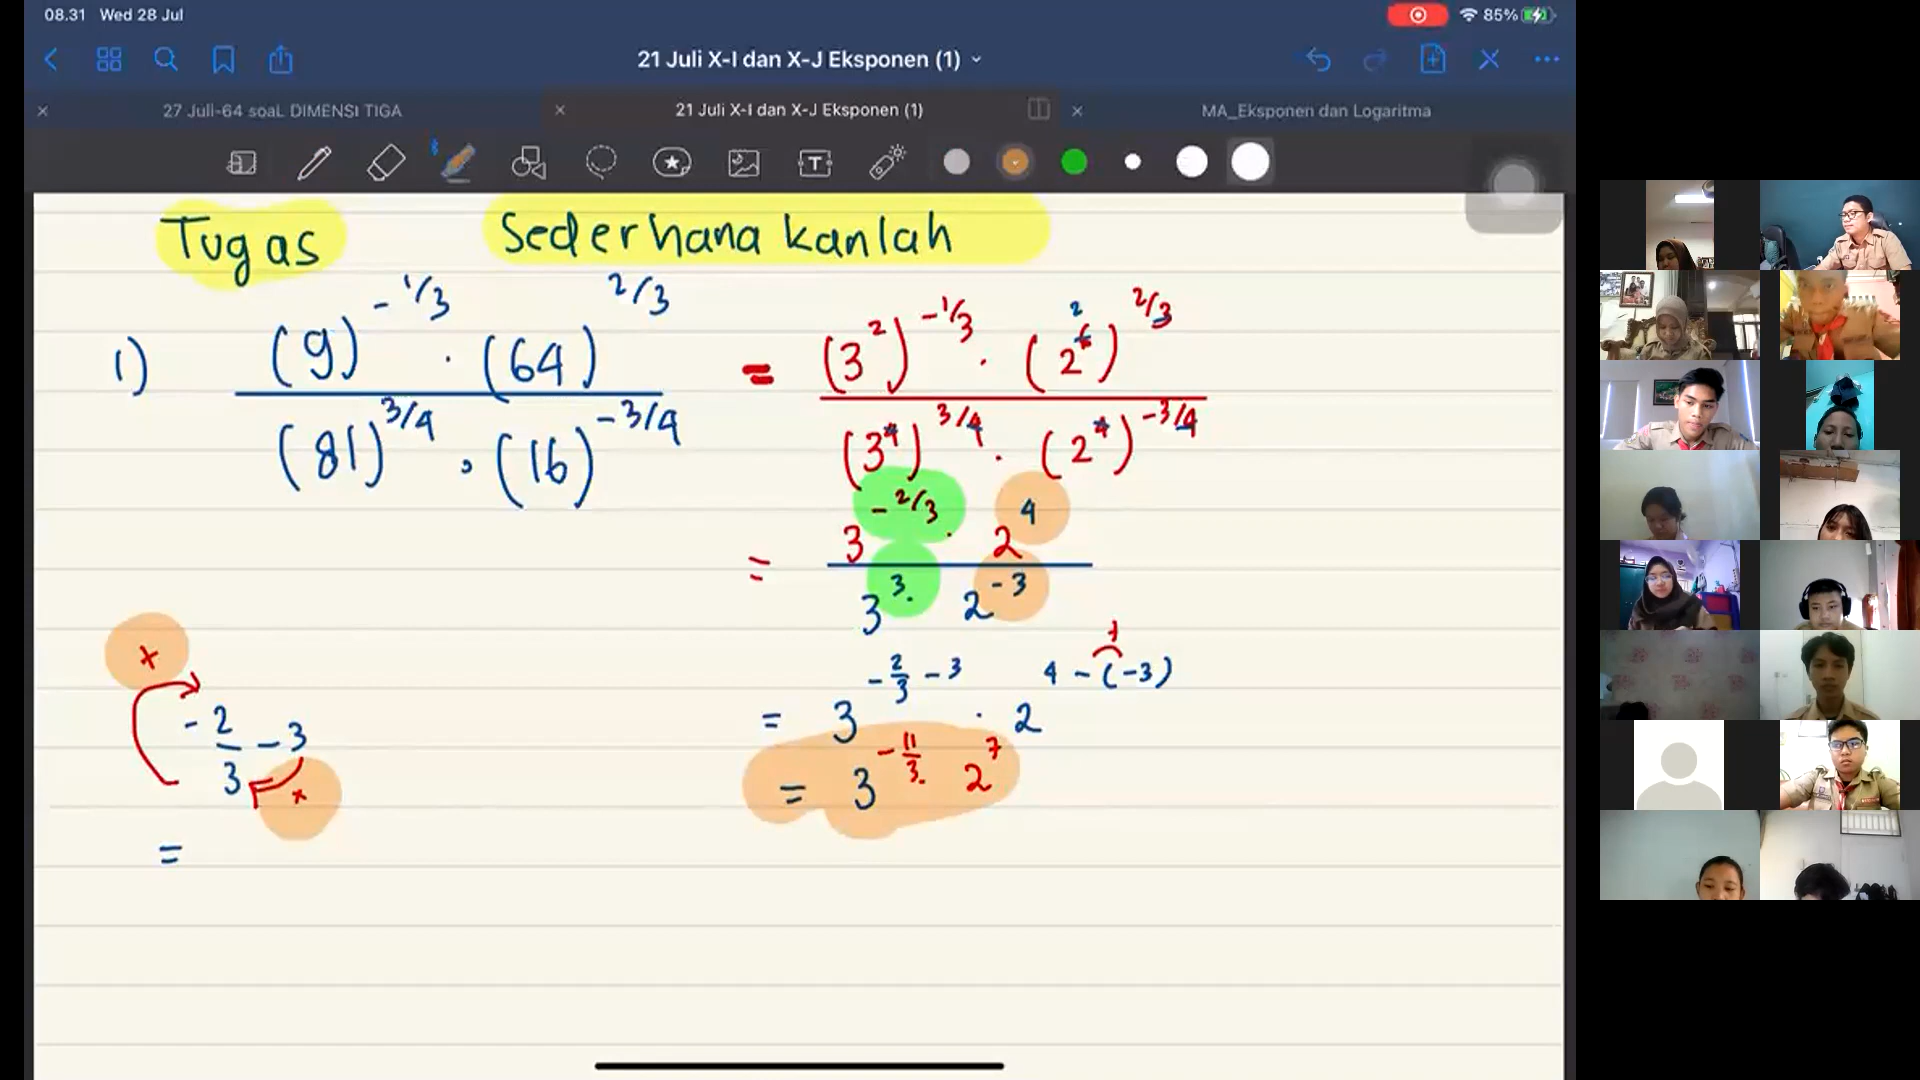 08.31 Wed 28 Jul
85%
21 Juli X-I dan X-J Eksponen (1)
27 Juli-64 soaL DIMENSI TIGA
21 Juli X-I dan X-J Eksponen (1)
MA_Eksponen dan Logaritma
T
Tugas Sederhanakanlah
1) (9)^-1/3 · (64)^2/3 = (3^2)^-1/3 · (2^6)^2/3
2
(81)^3/4 · (16)^-3/4 (3^4)^3/4 · (2^4)^-3/4
= 3^-2/3 · 2^4
3^3 · 2^-3
= 3^-2/3-3 · 2^4-(-3)
+
= 3^-11/3 · 2^7
+
-2/3 - 3
×
=